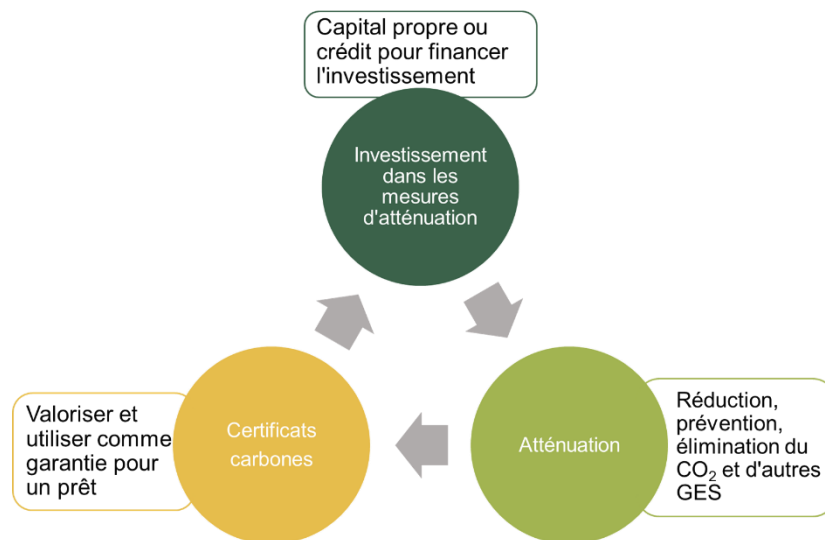 Capital propre ou
crédit pour financer
l'investissement
Investissement
dans les
mesures
d'atténuation
Valoriser et
utiliser comme
garantie pour
un prêt
Certificats
carbones
Atténuation
Réduction,
prévention,
élimination du
CO₂ et d'autres
GES